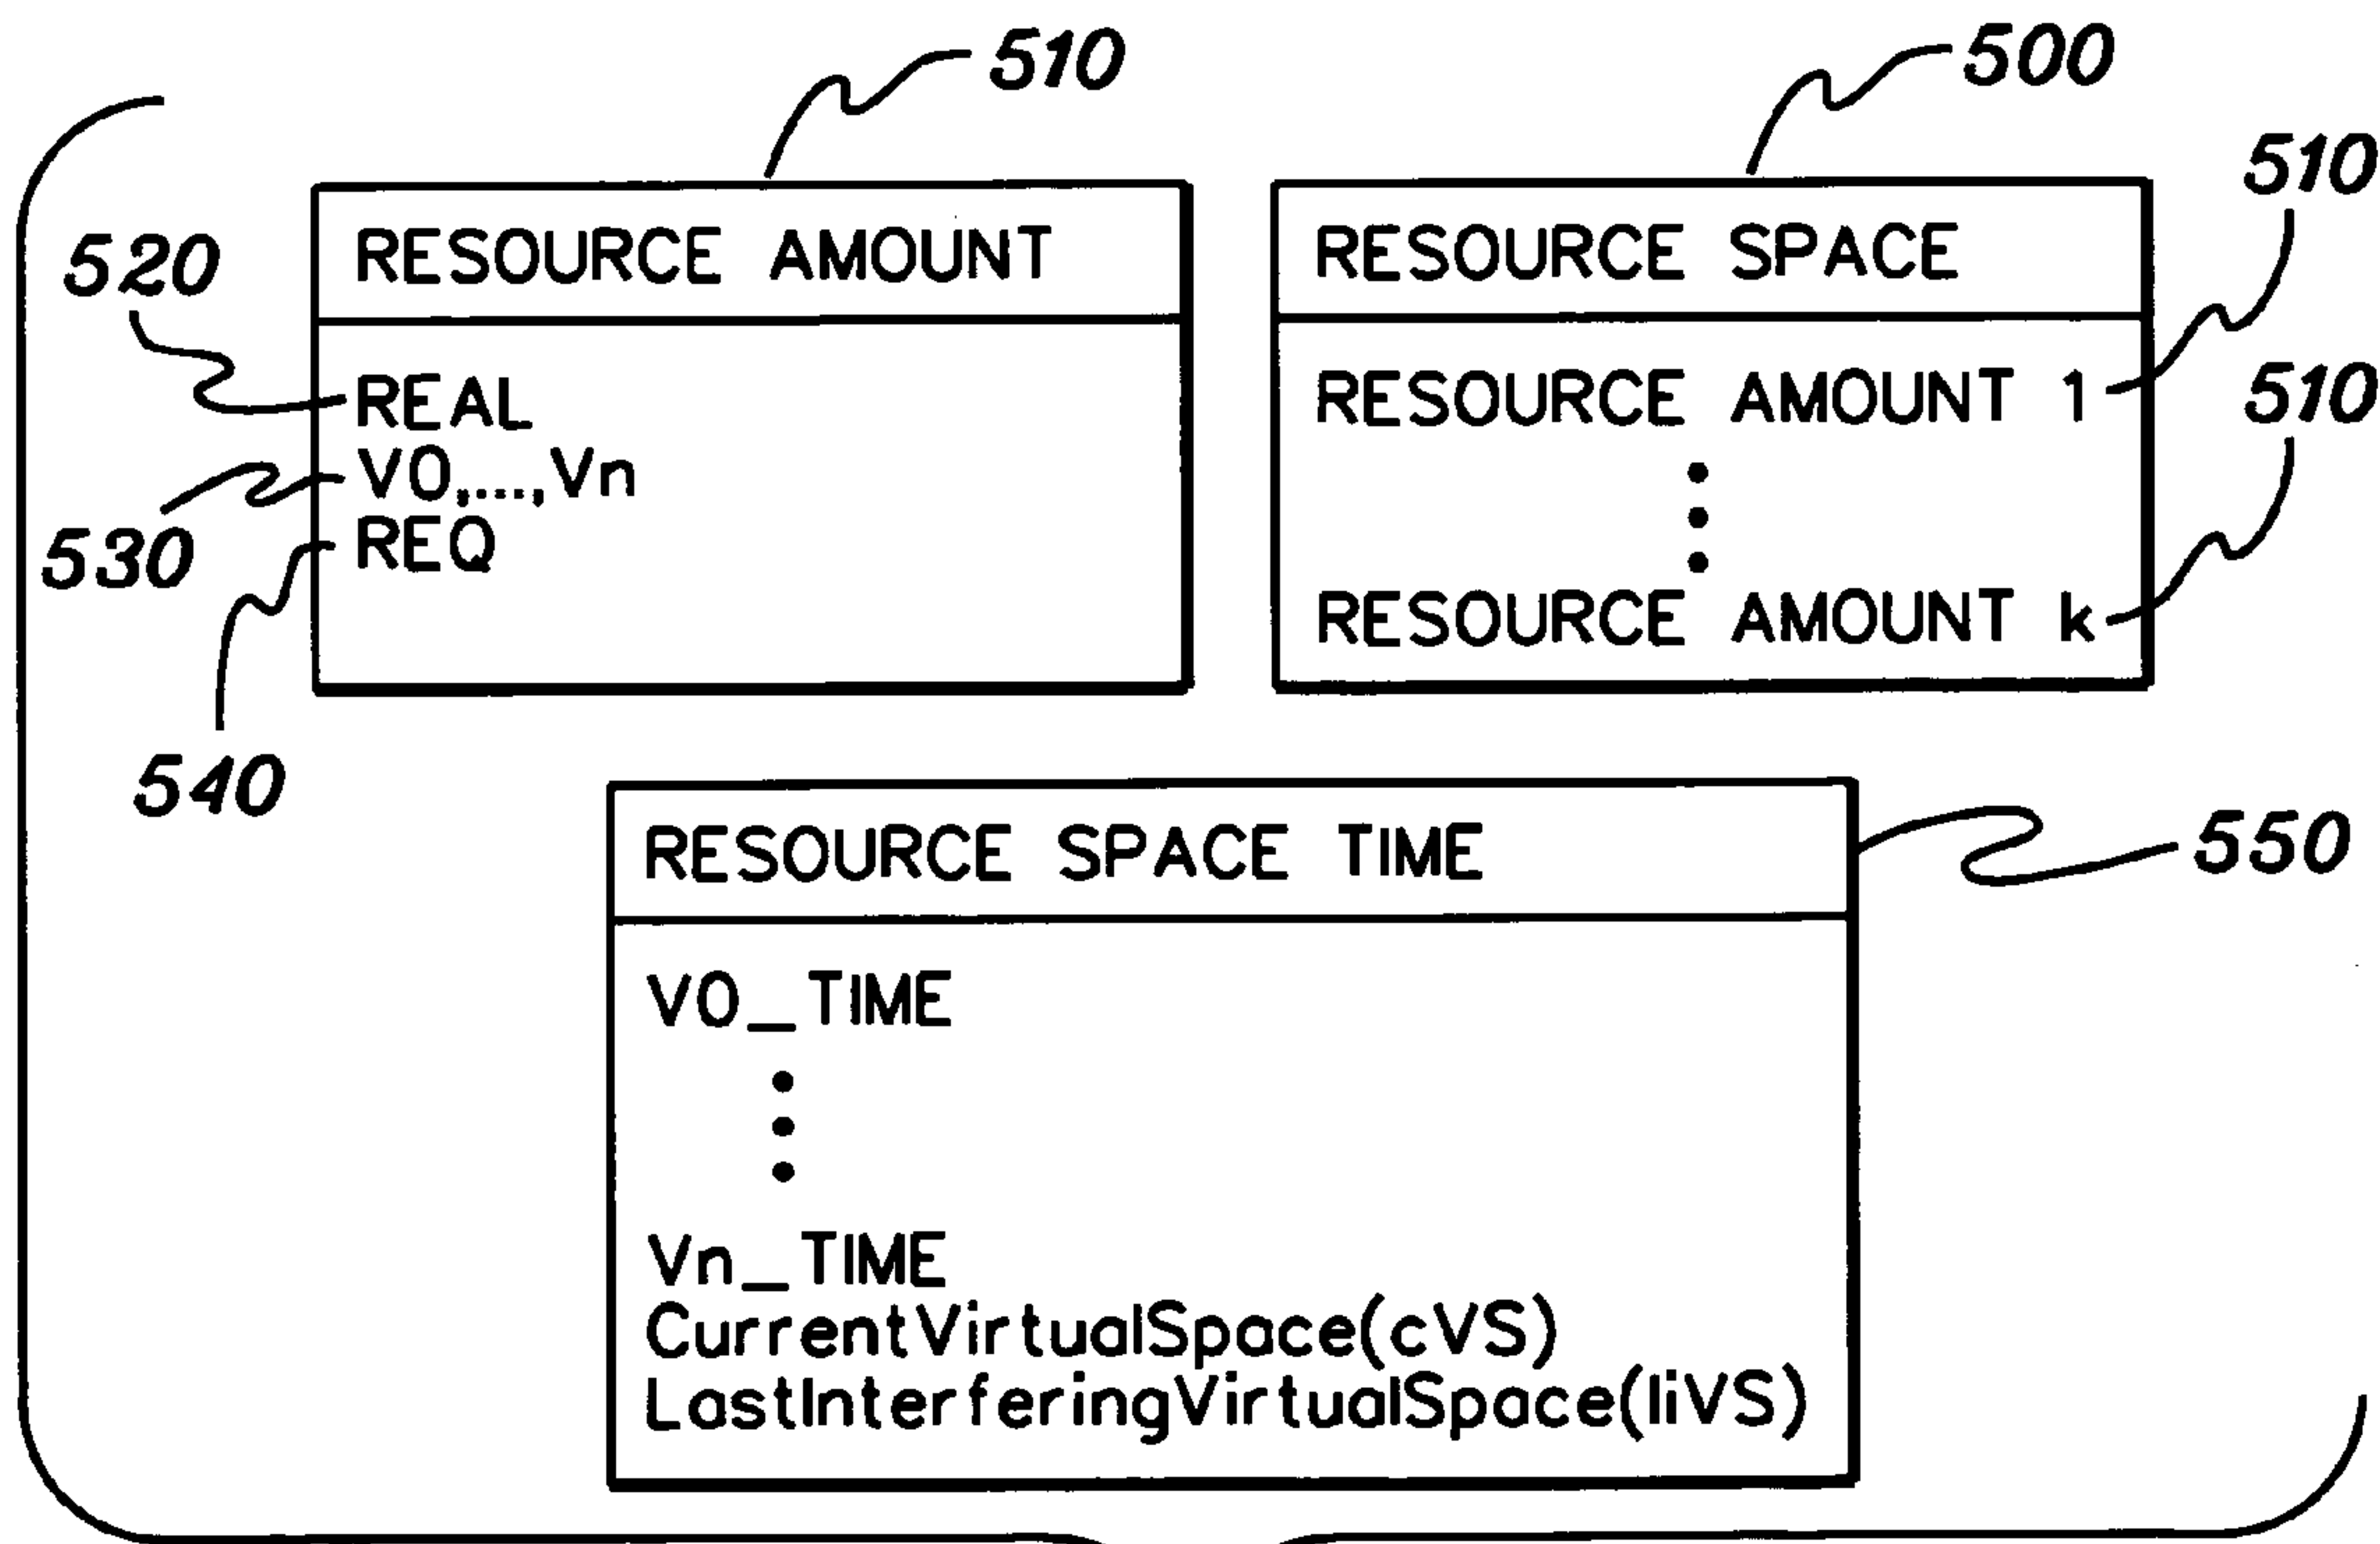 510
500
510
520
RESOURCE AMOUNT
REAL
V0,...,Vn
REQ
530
540
RESOURCE SPACE
RESOURCE AMOUNT 1
RESOURCE AMOUNT k
510
RESOURCE SPACE TIME
550
V0_TIME
Vn_TIME
CurrentVirtualSpace(cVS)
LastInterferingVirtualSpace(liVS)